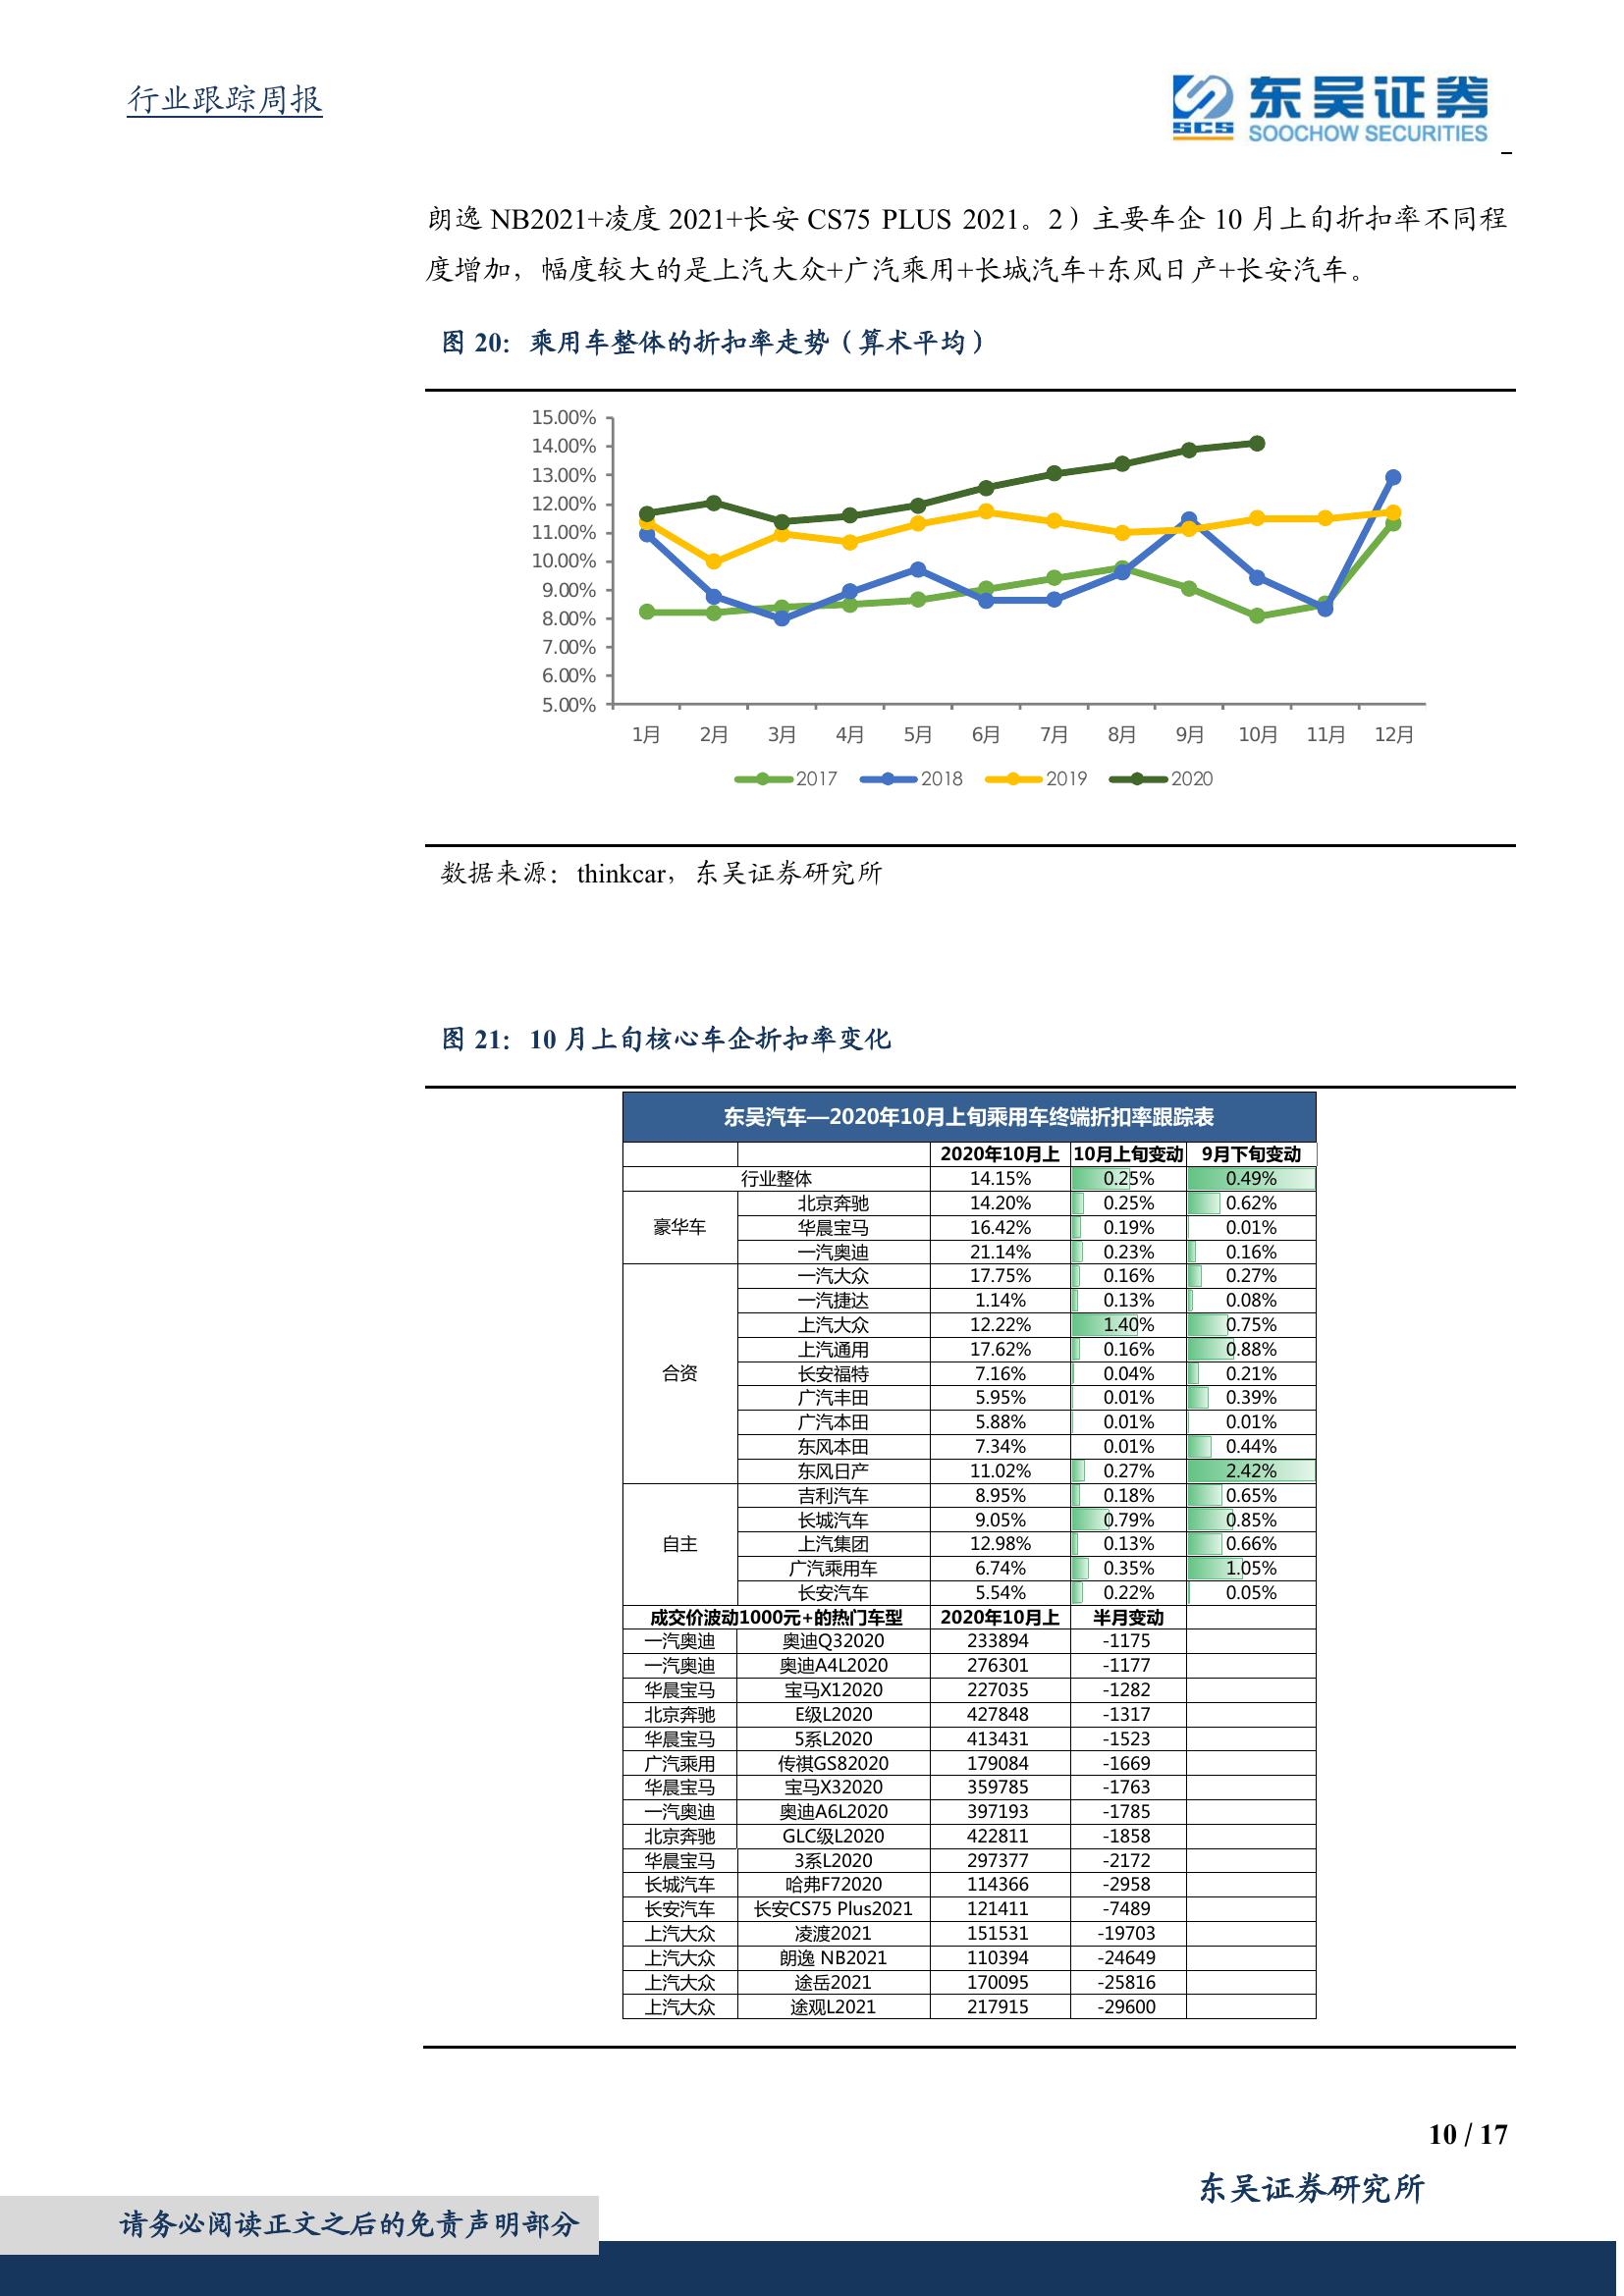 行业跟踪周报
SCS
东吴证券
SOOCHOW SECURITIES
朗逸 NB2021+凌度 2021+长安 CS75 PLUS 2021。2）主要车企 10 月上旬折扣率不同程
度增加，幅度较大的是上汽大众+广汽乘用+长城汽车+东风日产+长安汽车。
图 20：乘用车整体的折扣率走势（算术平均）
15.00%
14.00%
13.00%
12.00%
11.00%
10.00%
9.00%
8.00%
7.00%
6.00%
5.00%
1月 2月 3月 4月 5月 6月 7月 8月 9月 10月 11月 12月
2017 2018 2019 2020
数据来源：thinkcar，东吴证券研究所
图 21：10 月上旬核心车企折扣率变化
东吴汽车—2020年10月上旬乘用车终端折扣率跟踪表
2020年10月上 10月上旬变动 9月下旬变动
行业整体 14.15% 0.25% 0.49%
豪华车 北京奔驰 14.20% 0.25% 0.62%
华晨宝马 16.42% 0.19% 0.01%
一汽奥迪 21.14% 0.23% 0.16%
合资 一汽大众 17.75% 0.16% 0.27%
一汽捷达 1.14% 0.13% 0.08%
上汽大众 12.22% 1.40% 0.75%
上汽通用 17.62% 0.16% 0.88%
长安福特 7.16% 0.04% 0.21%
广汽丰田 5.95% 0.01% 0.39%
广汽本田 5.88% 0.01% 0.01%
东风本田 7.34% 0.01% 0.44%
东风日产 11.02% 0.27% 2.42%
自主 吉利汽车 8.95% 0.18% 0.65%
长城汽车 9.05% 0.79% 0.85%
上汽集团 12.98% 0.13% 0.66%
广汽乘用车 6.74% 0.35% 1.05%
长安汽车 5.54% 0.22% 0.05%
成交价波动1000元+的热门车型 2020年10月上 半月变动
一汽奥迪 奥迪Q32020 233894 -1175
一汽奥迪 奥迪A4L2020 276301 -1177
华晨宝马 宝马X12020 227035 -1282
北京奔驰 E级L2020 427848 -1317
华晨宝马 5系L2020 413431 -1523
广汽乘用 传祺GS82020 179084 -1669
华晨宝马 宝马X32020 359785 -1763
一汽奥迪 奥迪A6L2020 397193 -1785
北京奔驰 GLC级L2020 422811 -1858
华晨宝马 3系L2020 297377 -2172
长城汽车 哈弗F72020 114366 -2958
长安汽车 长安CS75 Plus2021 121411 -7489
上汽大众 凌渡2021 151531 -19703
上汽大众 朗逸 NB2021 110394 -24649
上汽大众 途岳2021 170095 -25816
上汽大众 途观L2021 217915 -29600
10 / 17
东吴证券研究所
请务必阅读正文之后的免责声明部分